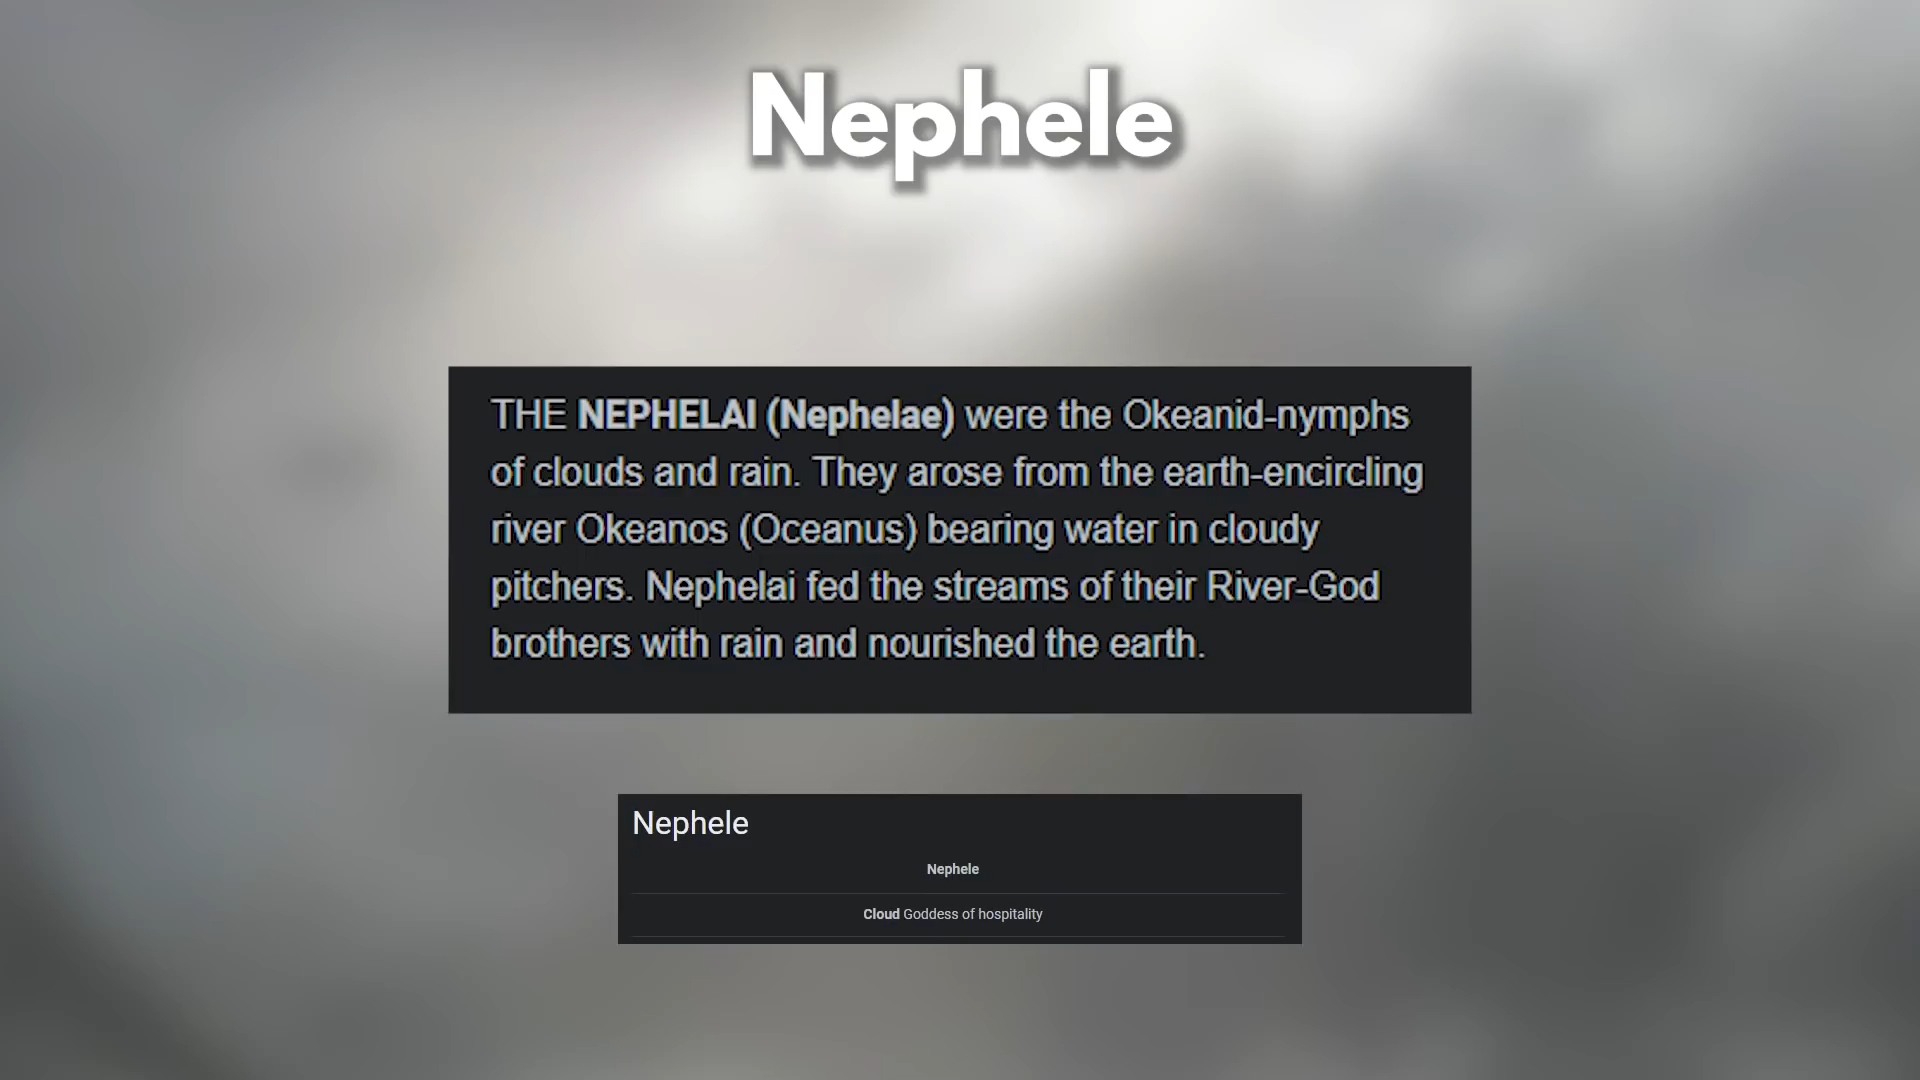 Nephele
THE NEPHELAI (Nephelae) were the Okeanid-nymphs
of clouds and rain. They arose from the earth-encircling
river Okeanos (Oceanus) bearing water in cloudy
pitchers. Nephelai fed the streams of their River-God
brothers with rain and nourished the earth.
Nephele
Nephele
Cloud Goddess of hospitality